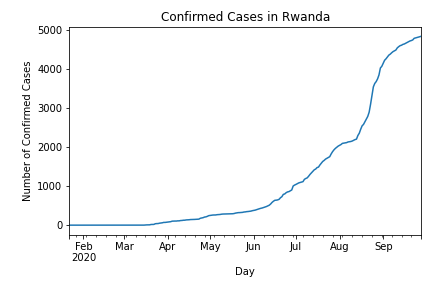 Confirmed Cases in Rwanda
5000
4000
3000
2000
1000
0
Number of Confirmed Cases
Feb Mar Apr May Jun Jul Aug Sep
2020
Day